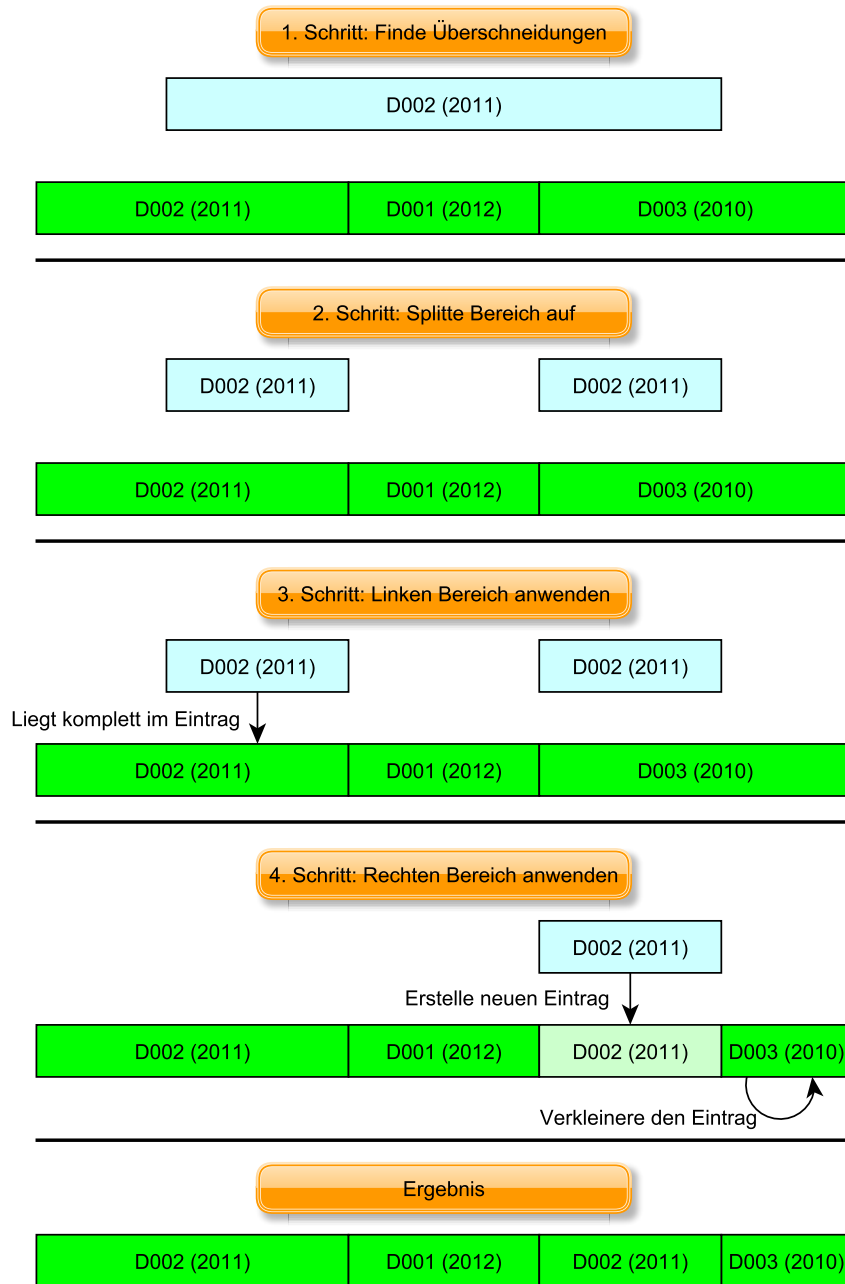 1. Schritt: Finde Überschneidungen
D002 (2011)
D002 (2011) D001 (2012) D003 (2010)
2. Schritt: Splitte Bereich auf
D002 (2011) D002 (2011)
D002 (2011) D001 (2012) D003 (2010)
3. Schritt: Linken Bereich anwenden
D002 (2011) D002 (2011)
Liegt komplett im Eintrag
D002 (2011) D001 (2012) D003 (2010)
4. Schritt: Rechten Bereich anwenden
D002 (2011)
Erstelle neuen Eintrag
D002 (2011) D001 (2012) D002 (2011) D003 (2010)
Verkleinere den Eintrag
Ergebnis
D002 (2011) D001 (2012) D002 (2011) D003 (2010)